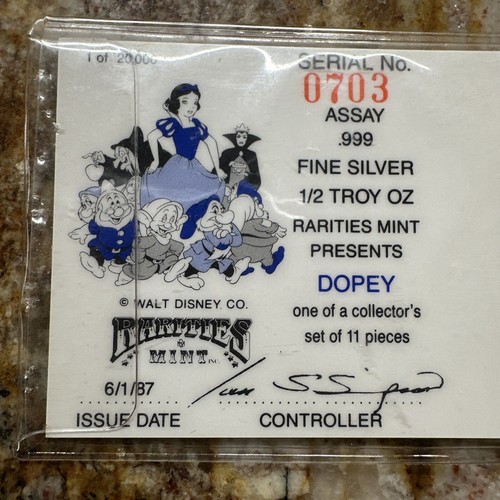 1 of 20,000
SERIAL No.
0703
ASSAY
.999
FINE SILVER
1/2 TROY OZ
RARITIES MINT
PRESENTS
DOPEY
one of a collector's
set of 11 pieces
© WALT DISNEY. CO.
RARITIES
MINT
6/1/87
ISSUE DATE
CONTROLLER